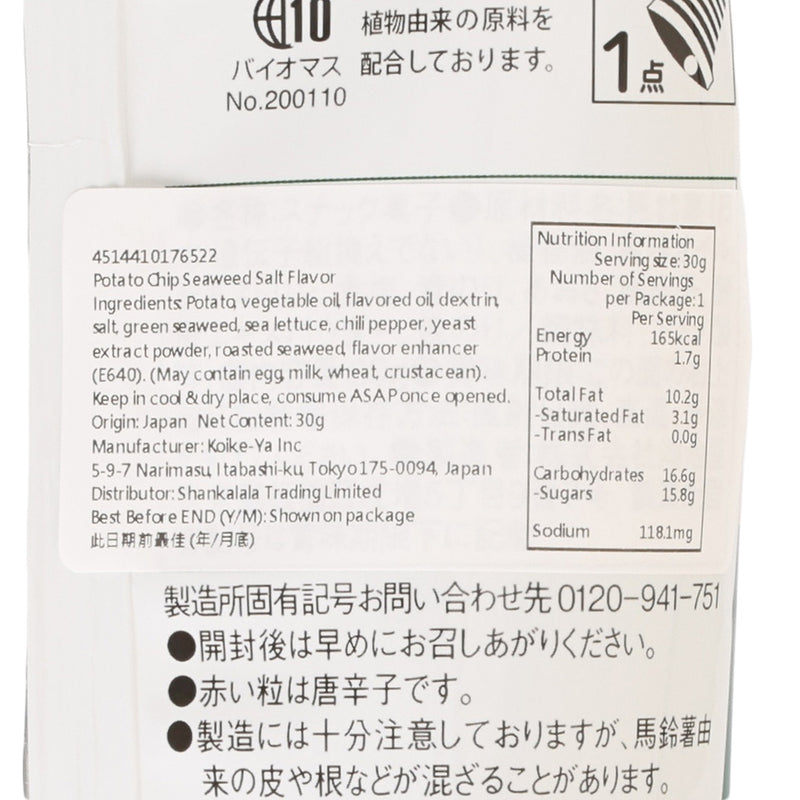 10
植物由来の原料を
バイオマス 配合しております。
No.200110
1点
4514410176522
Potato Chip Seaweed Salt Flavor
Ingredients: Potato, vegetable oil, flavored oil, dextrin,
salt, green seaweed, sea lettuce, chili pepper, yeast
extract powder, roasted seaweed, flavor enhancer
(E640). (May contain egg, milk, wheat, crustacean).
Keep in cool & dry place, consume ASAP once opened.
Origin: Japan Net Content: 30g
Manufacturer: Koike-Ya Inc
5-9-7 Narimasu, Itabashi-ku, Tokyo 175-0094, Japan
Distributor: Shankalala Trading Limited
Best Before END (Y/M): Shown on package
此日期前最佳 (年/月底)
Nutrition Information
Serving size: 30g
Number of Servings
per Package: 1
Per Serving
Energy 165kcal
Protein 1.7g
Total Fat 10.2g
-Saturated Fat 3.1g
-Trans Fat 0.0g
Carbohydrates 16.6g
-Sugars 15.8g
Sodium 118.1mg
製造所固有記号お問い合わせ先 0120-941-751
●開封後は早めにお召しあがりください。
●赤い粒は唐辛子です。
●製造には十分注意しておりますが、馬鈴薯由
来の皮や根などが混ざることがあります。